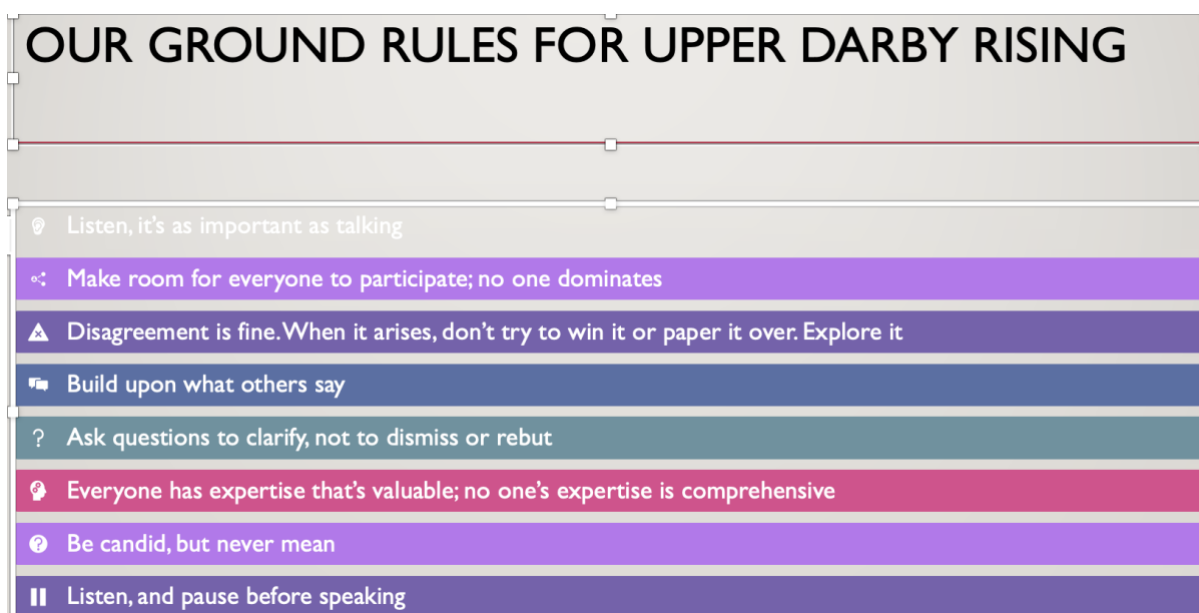 OUR GROUND RULES FOR UPPER DARBY RISING
Listen, it's as important as talking
Make room for everyone to participate; no one dominates
Disagreement is fine. When it arises, don't try to win it or paper it over. Explore it
Build upon what others say
? Ask questions to clarify, not to dismiss or rebut
Everyone has expertise that's valuable; no one's expertise is comprehensive
Be candid, but never mean
Listen, and pause before speaking